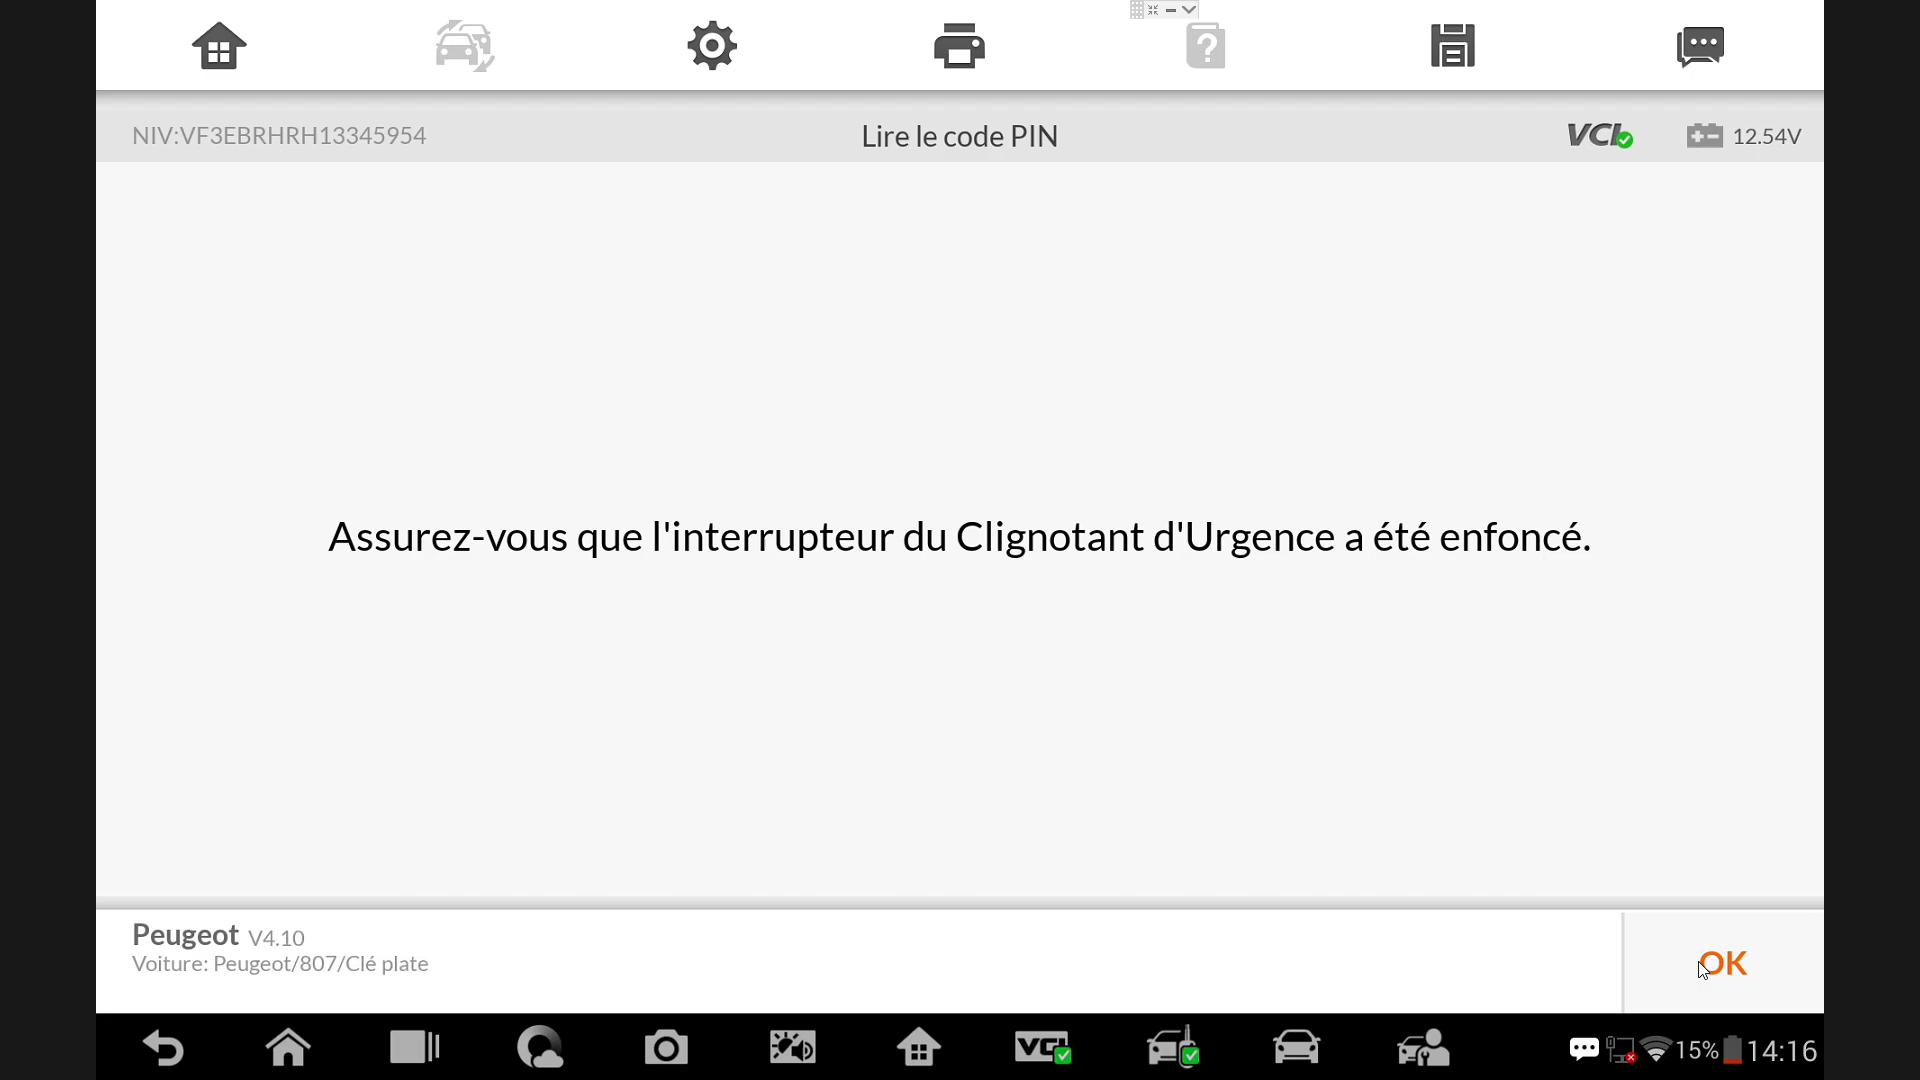 NIV:VF3EBRHRH13345954
Lire le code PIN
VCI
12.54V
Assurez-vous que l'interrupteur du Clignotant d'Urgence a été enfoncé.
Peugeot V4.10
Voiture: Peugeot/807/Clé plate
OK
VCI
15%
14:16